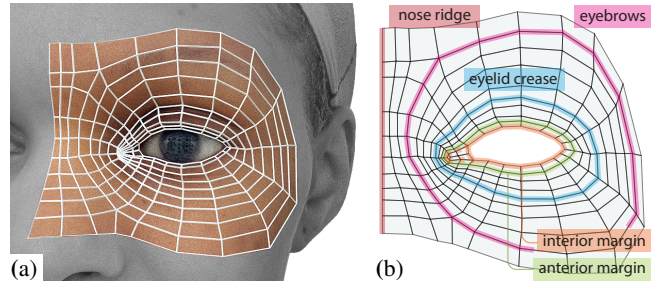 nose ridge
eyebrows
eyelid crease
interior margin
anterior margin
(a)
(b)